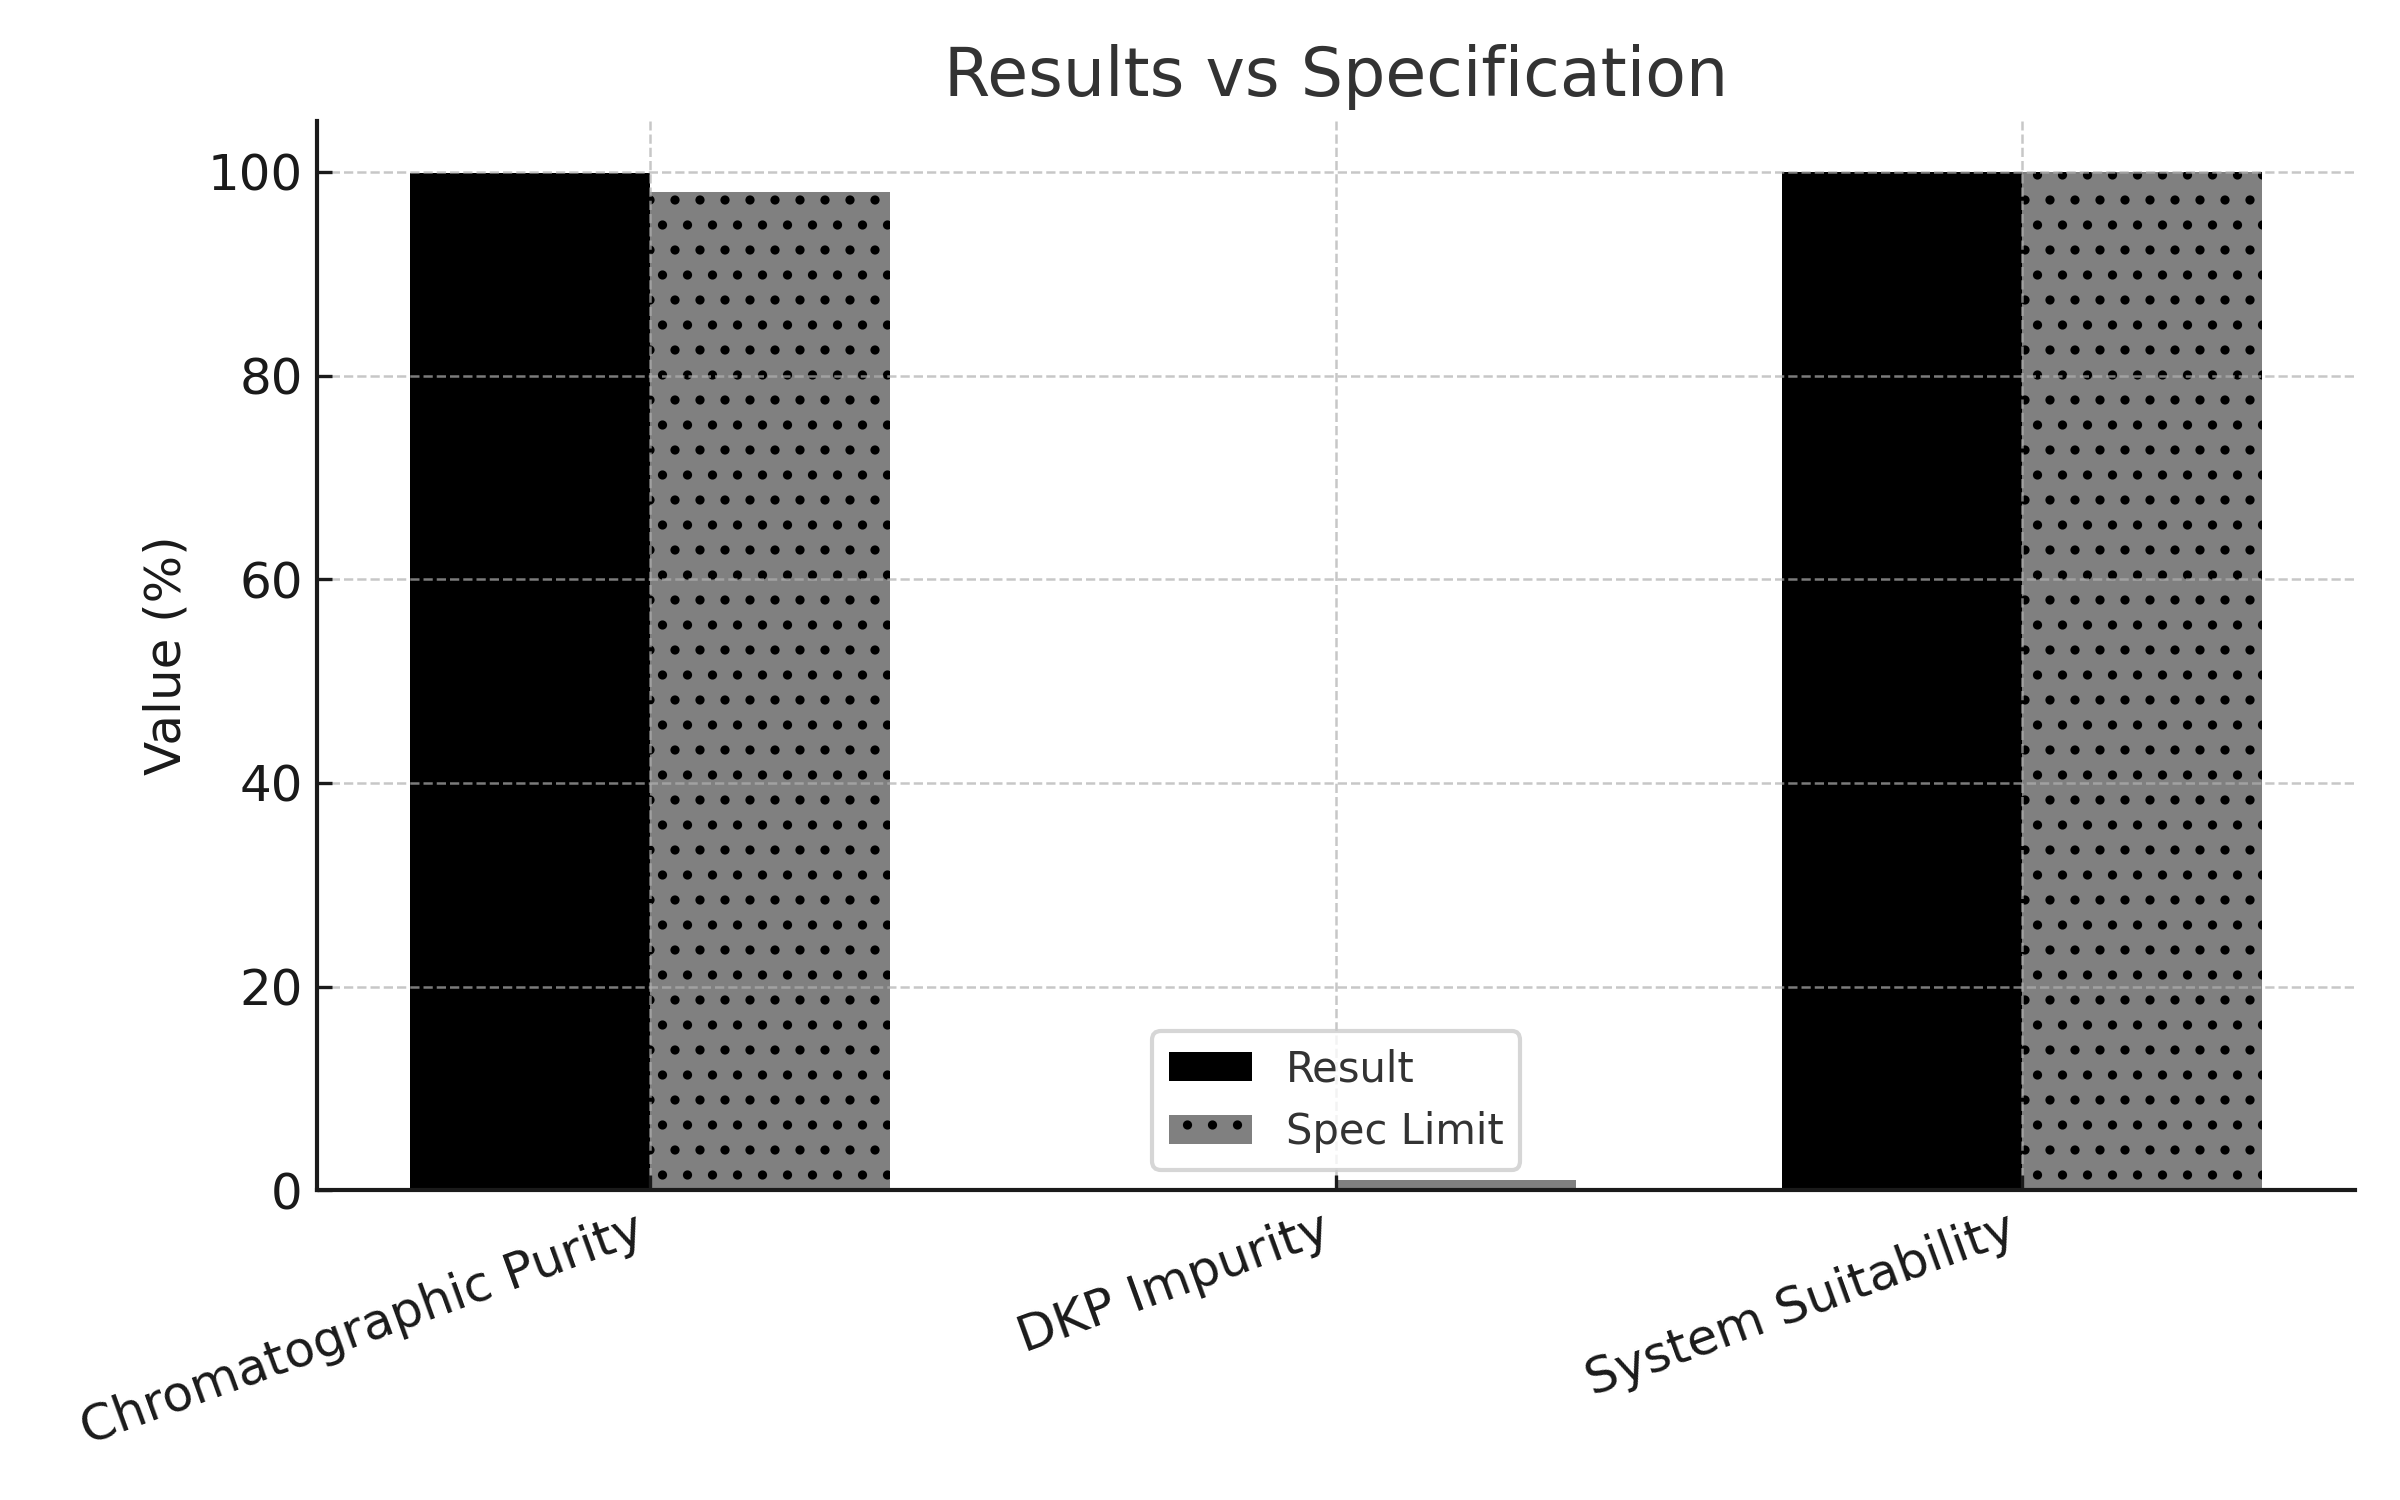 Results vs Specification
Value (%)
100
80
60
40
20
0
Result
Spec Limit
Chromatographic Purity
DKP Impurity
System Suitability